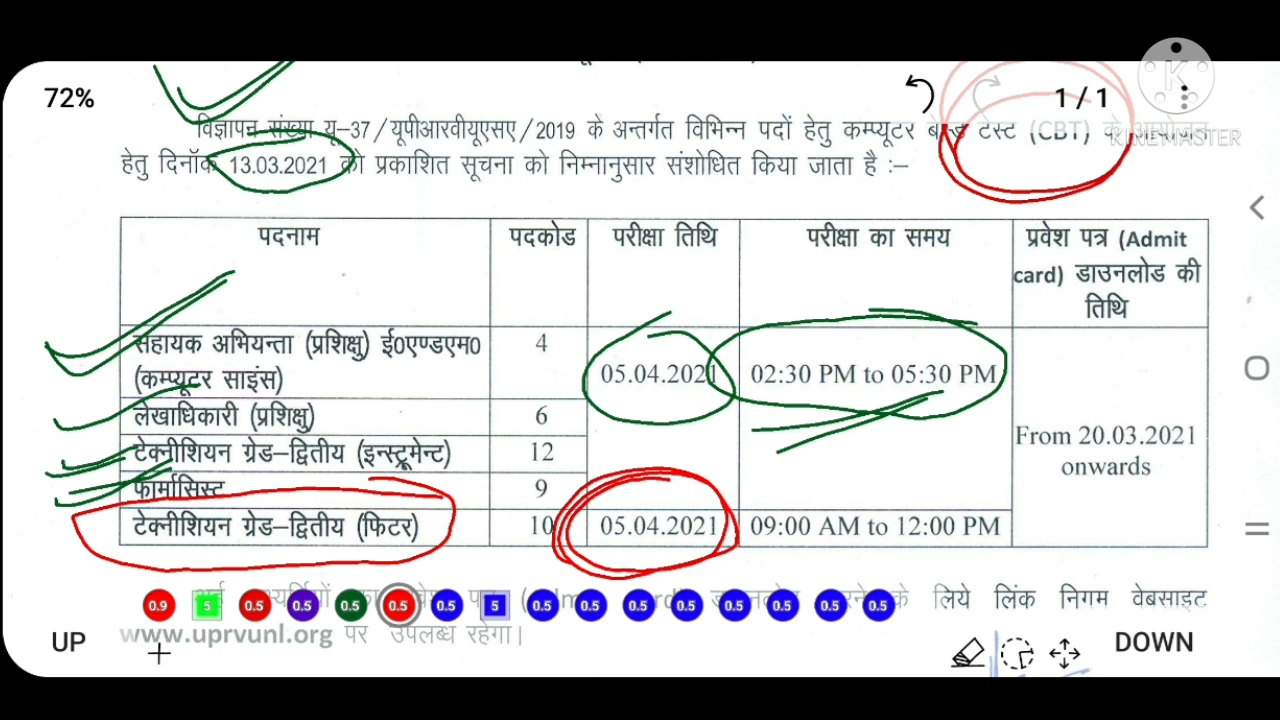 72%
1 / 1
विज्ञापन संख्या यू-37/यूपीआरवीयूएसए/2019 के अन्तर्गत विभिन्न पदों हेतु कम्प्यूटर बेस्ड टेस्ट (CBT) के आयोजन
KINEMASTER
हेतु दिनॉक 13.03.2021 को प्रकाशित सूचना को निम्नानुसार संशोधित किया जाता है :-
पदनाम पदकोड परीक्षा तिथि परीक्षा का समय प्रवेश पत्र (Admit
card) डाउनलोड की
तिथि
सहायक अभियन्ता (प्रशिक्षु) ई0एण्डएम0 4
(कम्प्यूटर साइंस) 05.04.2021 02:30 PM to 05:30 PM
लेखाधिकारी (प्रशिक्षु) 6
From 20.03.2021
टेक्नीशियन ग्रेड-द्वितीय (इन्स्ट्रूमेन्ट) 12
onwards
फार्मासिस्ट 9
टेक्नीशियन ग्रेड-द्वितीय (फिटर) 10 05.04.2021 09:00 AM to 12:00 PM
के लिये लिंक निगम वेबसाइट
0.9 5 0.5 0.5 0.5 0.5 0.5 5 0.5 0.5 0.5 0.5 0.5 0.5 0.5 0.5
www.uprvunl.org पर उपलब्ध रहेगा।
UP
DOWN